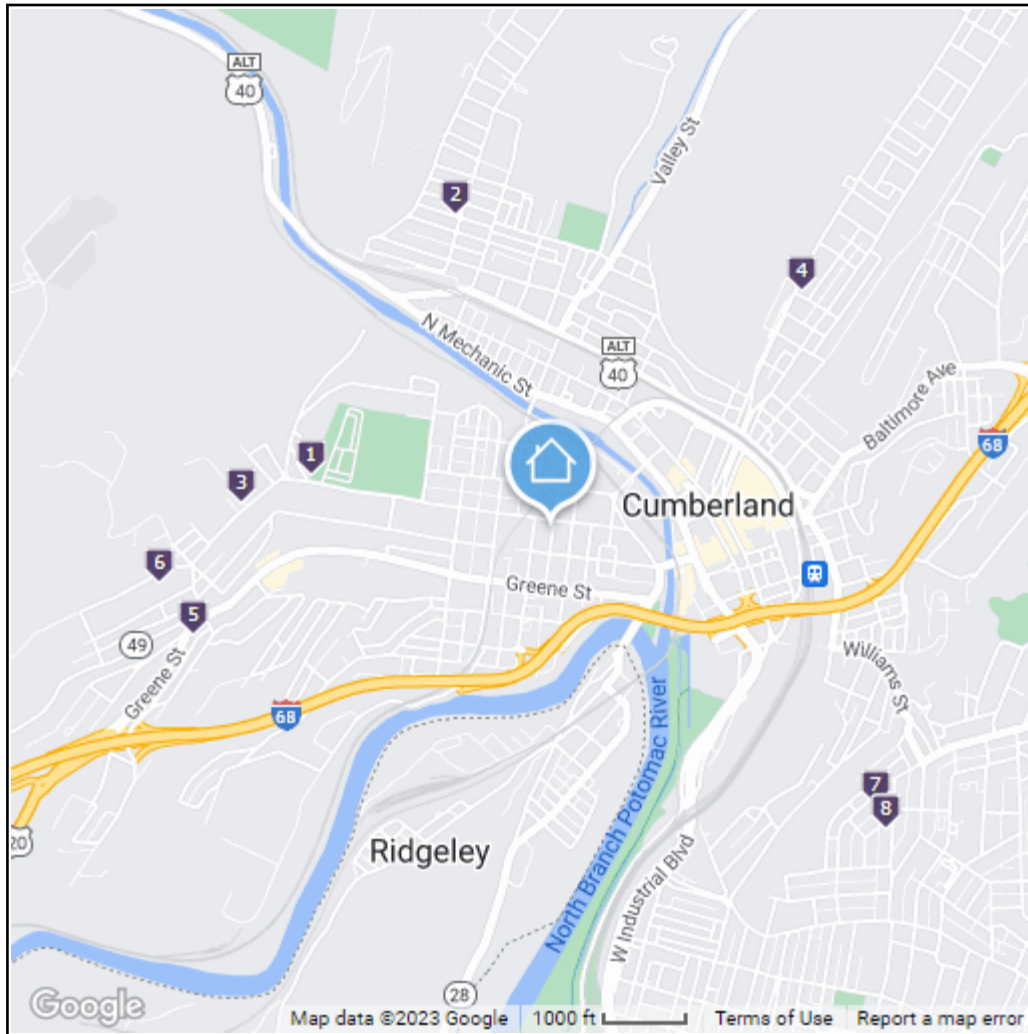 ALT
40
2
Valley St
4
N Mechanic St
ALT
40
Baltimore Ave
68
1
3
Cumberland
6
Greene St
5
49
Greene St
Williams St
68
7
8
20
Ridgeley
North Branch Potomac River
W Industrial Blvd
28
Google
Map data ©2023 Google 1000 ft Terms of Use Report a map error